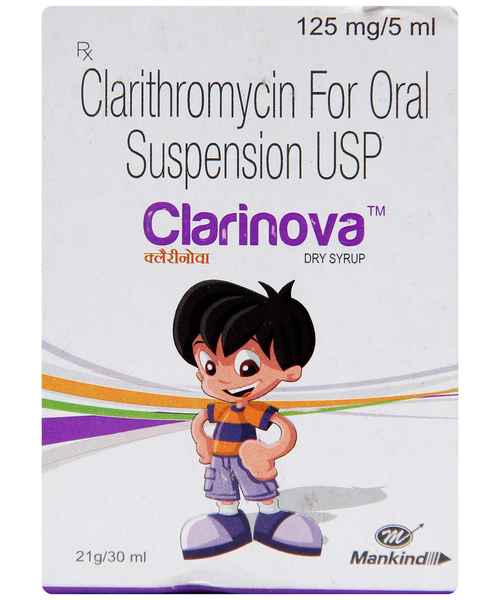 125 mg/5 ml
Rx
Clarithromycin For Oral
Suspension USP
Clarinova™
क्लैरीनोवा
DRY SYRUP
21g/30 ml
m
Mankind